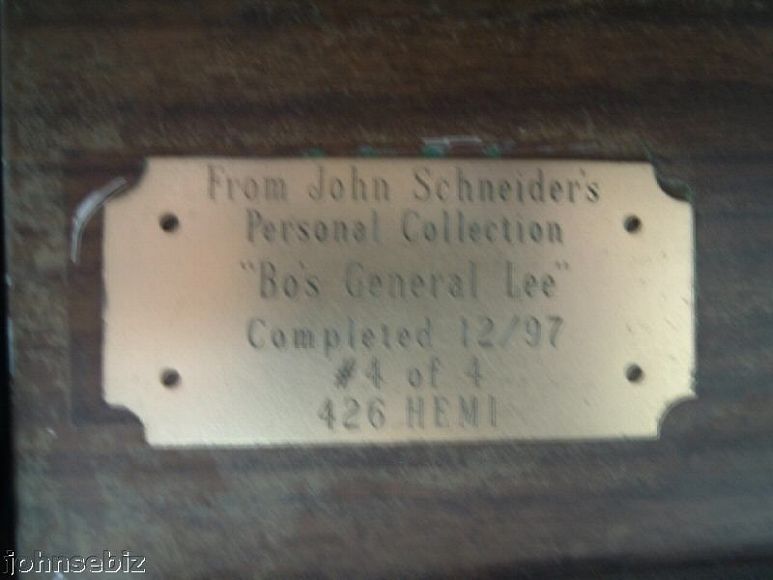 From John Schneider's
Personal Collection
"Bo's General Lee"
Completed 12/97
#4 of 4
426 HEMI
johnsebiz